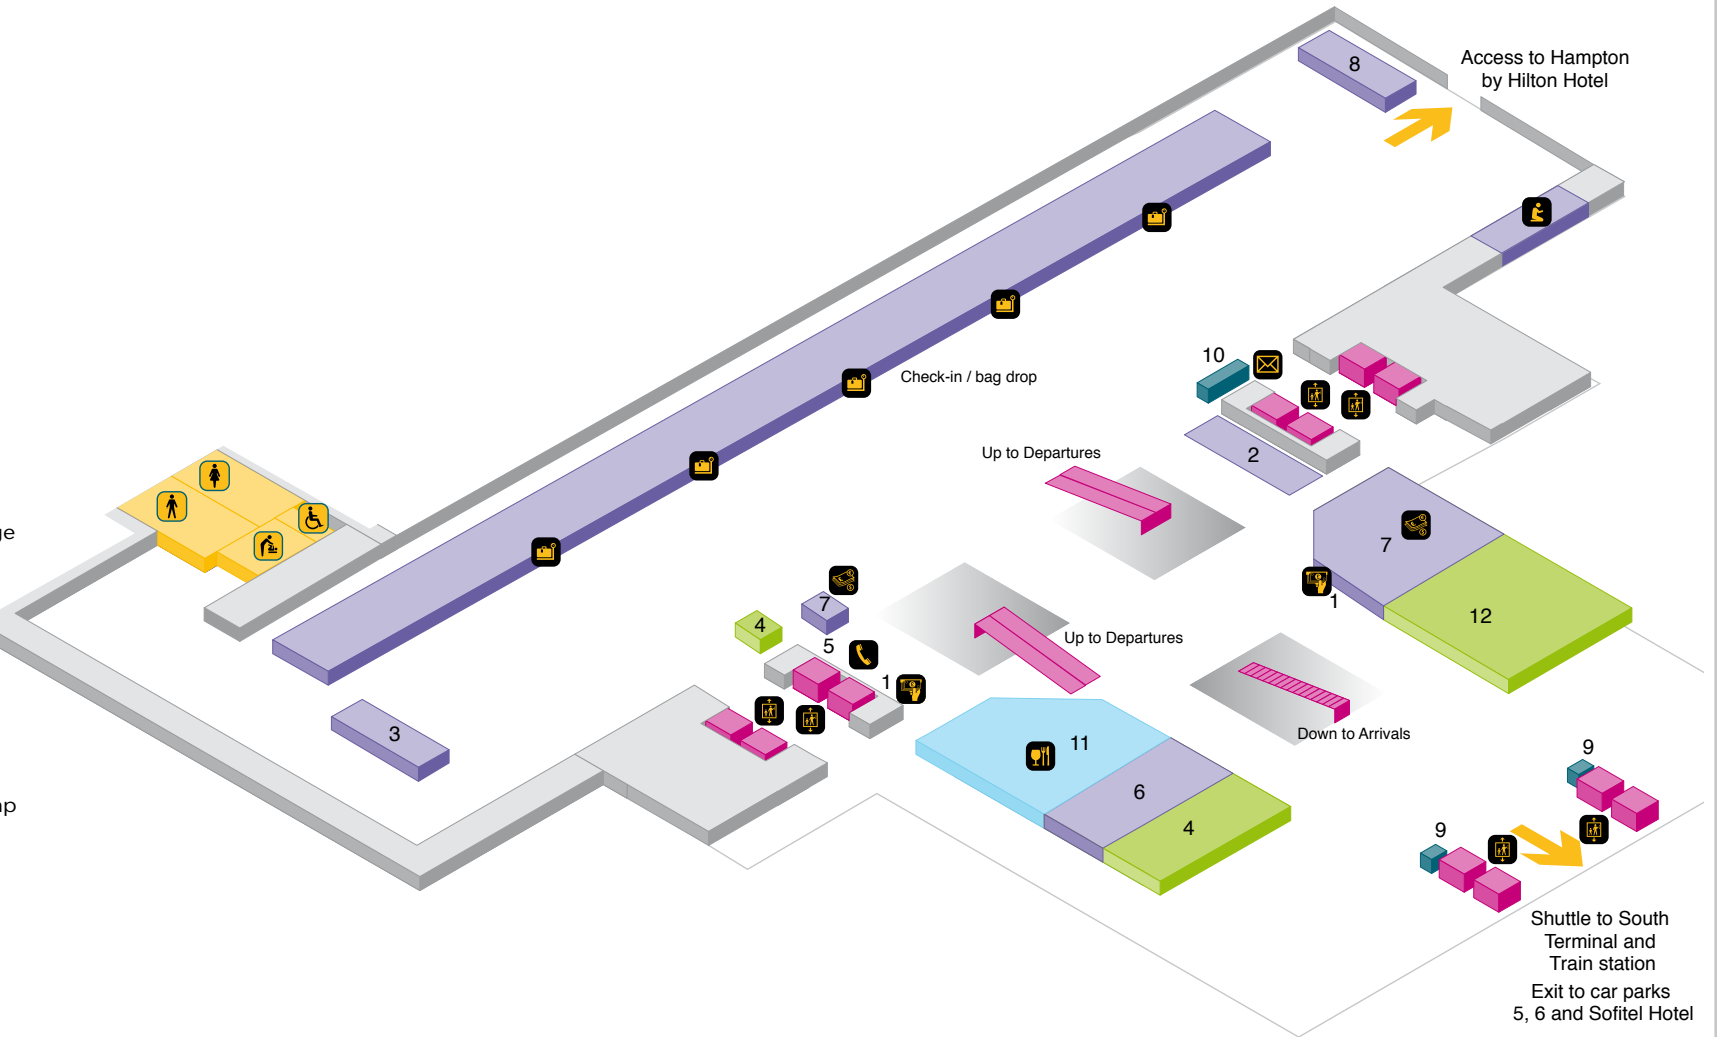 8
Access to Hampton
by Hilton Hotel
10
Check-in / bag drop
2
Up to Departures
ge
7
1
12
7
4
5
Up to Departures
1
3
11
Down to Arrivals
6
9
ap
4
9
Shuttle to South
Terminal and
Train station
Exit to car parks
5, 6 and Sofitel Hotel